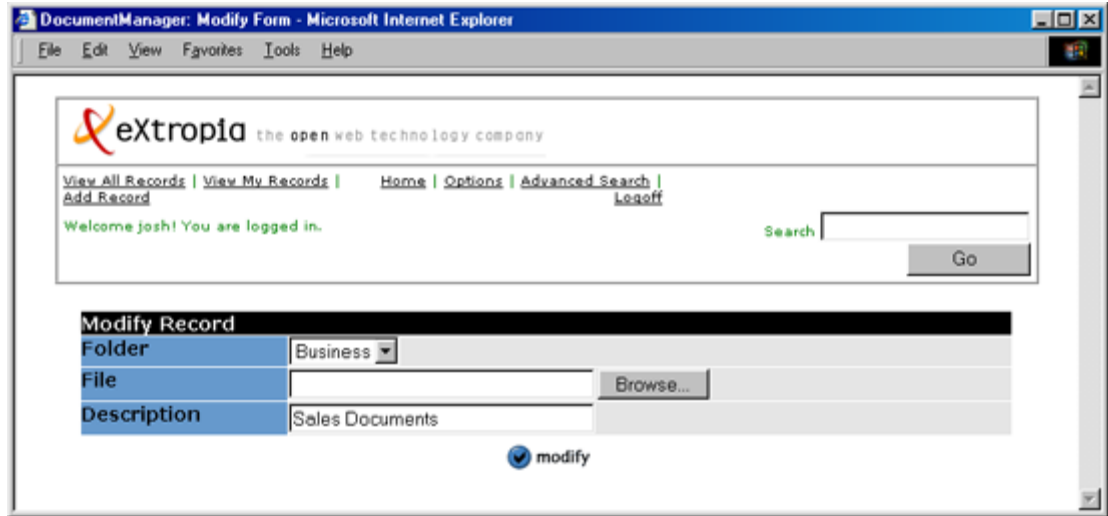 DocumentManager: Modify Form - Microsoft Internet Explorer
File Edit View Favorites Tools Help
eXtropia the open web technology company
View All Records | View My Records | Home | Options | Advanced Search |
Add Record Logoff
Welcome josh! You are logged in.
Search
Go
Modify Record
Folder Business
File Browse...
Description Sales Documents
modify